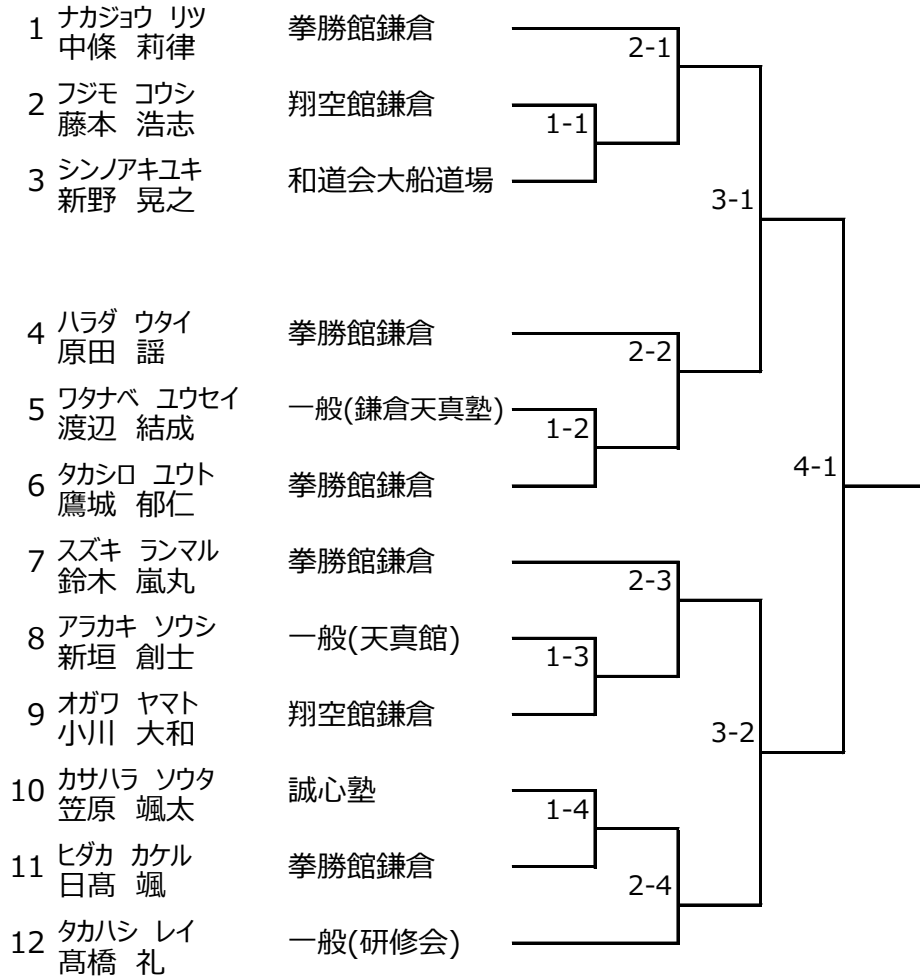 ナカジョウ リツ
1 中條 莉律 拳勝館鎌倉
2-1
フジモ コウシ
2 藤本 浩志 翔空館鎌倉
1-1
シンノアキユキ
3 新野 晃之 和道会大船道場
3-1
ハラダ ウタイ
4 原田 謡 拳勝館鎌倉
2-2
ワタナベ ユウセイ
5 渡辺 結成 一般(鎌倉天真塾)
1-2
4-1
タカシロ ユウト
6 鷹城 郁仁 拳勝館鎌倉
スズキ ランマル
7 鈴木 嵐丸 拳勝館鎌倉
2-3
アラカキ ソウシ
8 新垣 創士 一般(天真館)
1-3
オガワ ヤマト
9 小川 大和 翔空館鎌倉
3-2
カサハラ ソウタ
10 笠原 颯太 誠心塾
1-4
ヒダカ カケル
11 日髙 颯 拳勝館鎌倉
2-4
タカハシ レイ
12 髙橋 礼 一般(研修会)